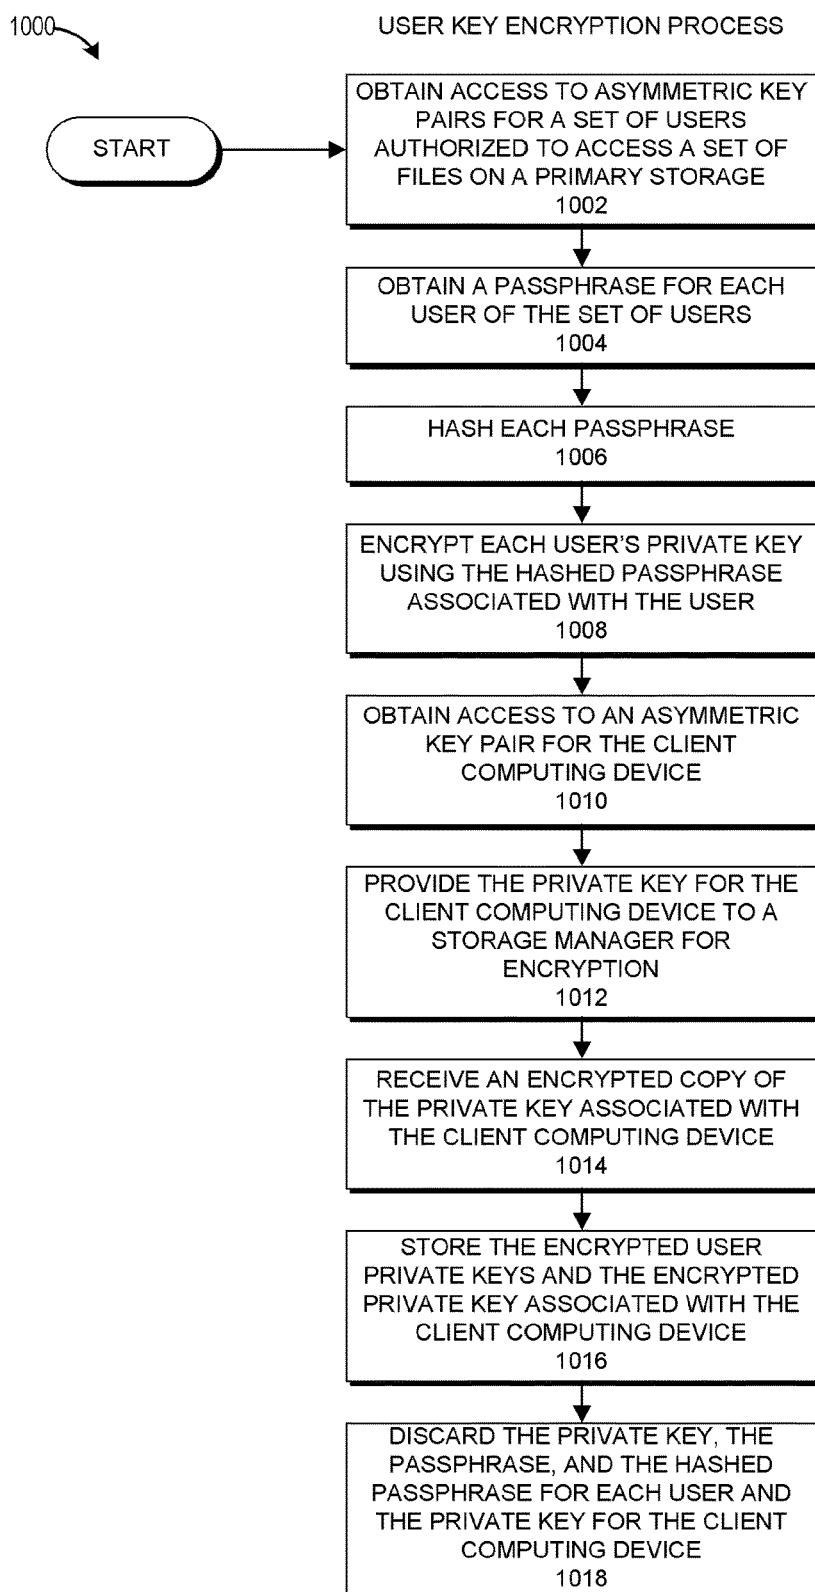 1000
USER KEY ENCRYPTION PROCESS
START
OBTAIN ACCESS TO ASYMMETRIC KEY
PAIRS FOR A SET OF USERS
AUTHORIZED TO ACCESS A SET OF
FILES ON A PRIMARY STORAGE
1002
OBTAIN A PASSPHRASE FOR EACH
USER OF THE SET OF USERS
1004
HASH EACH PASSPHRASE
1006
ENCRYPT EACH USER'S PRIVATE KEY
USING THE HASHED PASSPHRASE
ASSOCIATED WITH THE USER
1008
OBTAIN ACCESS TO AN ASYMMETRIC
KEY PAIR FOR THE CLIENT
COMPUTING DEVICE
1010
PROVIDE THE PRIVATE KEY FOR THE
CLIENT COMPUTING DEVICE TO A
STORAGE MANAGER FOR
ENCRYPTION
1012
RECEIVE AN ENCRYPTED COPY OF
THE PRIVATE KEY ASSOCIATED WITH
THE CLIENT COMPUTING DEVICE
1014
STORE THE ENCRYPTED USER
PRIVATE KEYS AND THE ENCRYPTED
PRIVATE KEY ASSOCIATED WITH THE
CLIENT COMPUTING DEVICE
1016
DISCARD THE PRIVATE KEY, THE
PASSPHRASE, AND THE HASHED
PASSPHRASE FOR EACH USER AND
THE PRIVATE KEY FOR THE CLIENT
COMPUTING DEVICE
1018